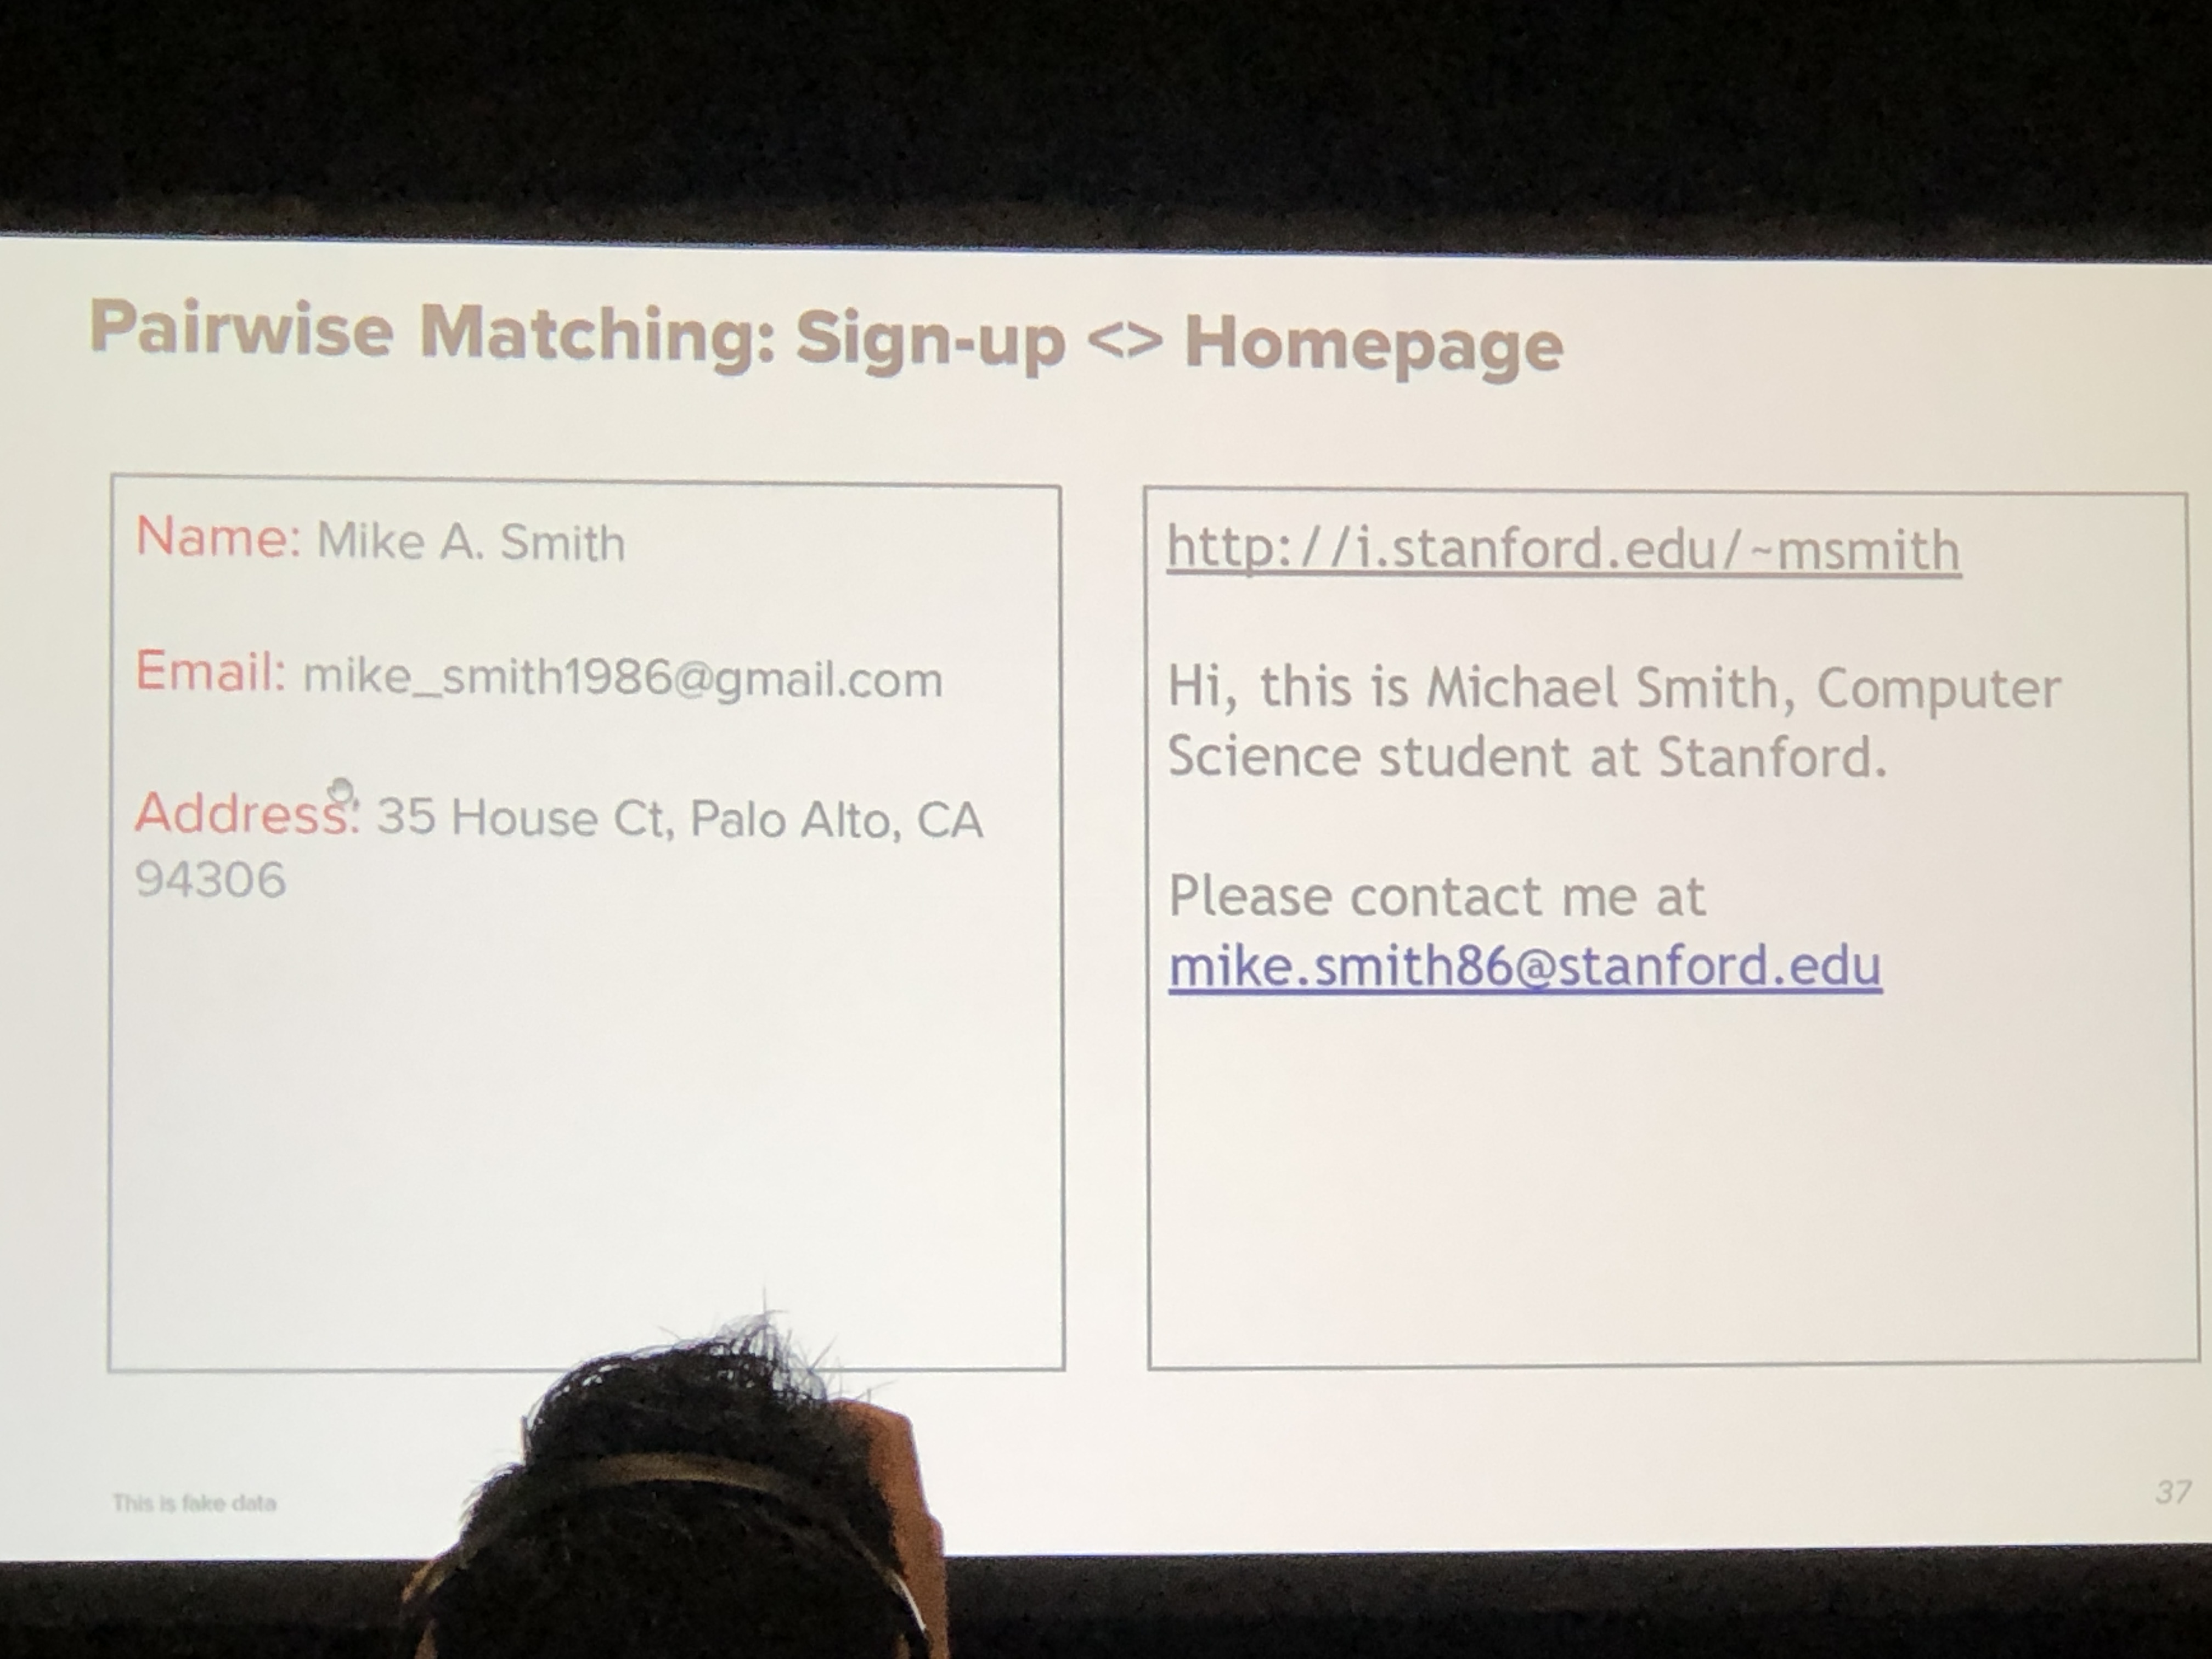 Pairwise Matching: Sign-up <> Homepage
Name: Mike A. Smith
Email: mike_smith1986@gmail.com
Address: 35 House Ct, Palo Alto, CA
94306
http://i.stanford.edu/~msmith
Hi, this is Michael Smith, Computer
Science student at Stanford.
Please contact me at
mike.smith86@stanford.edu
This is fake data
37